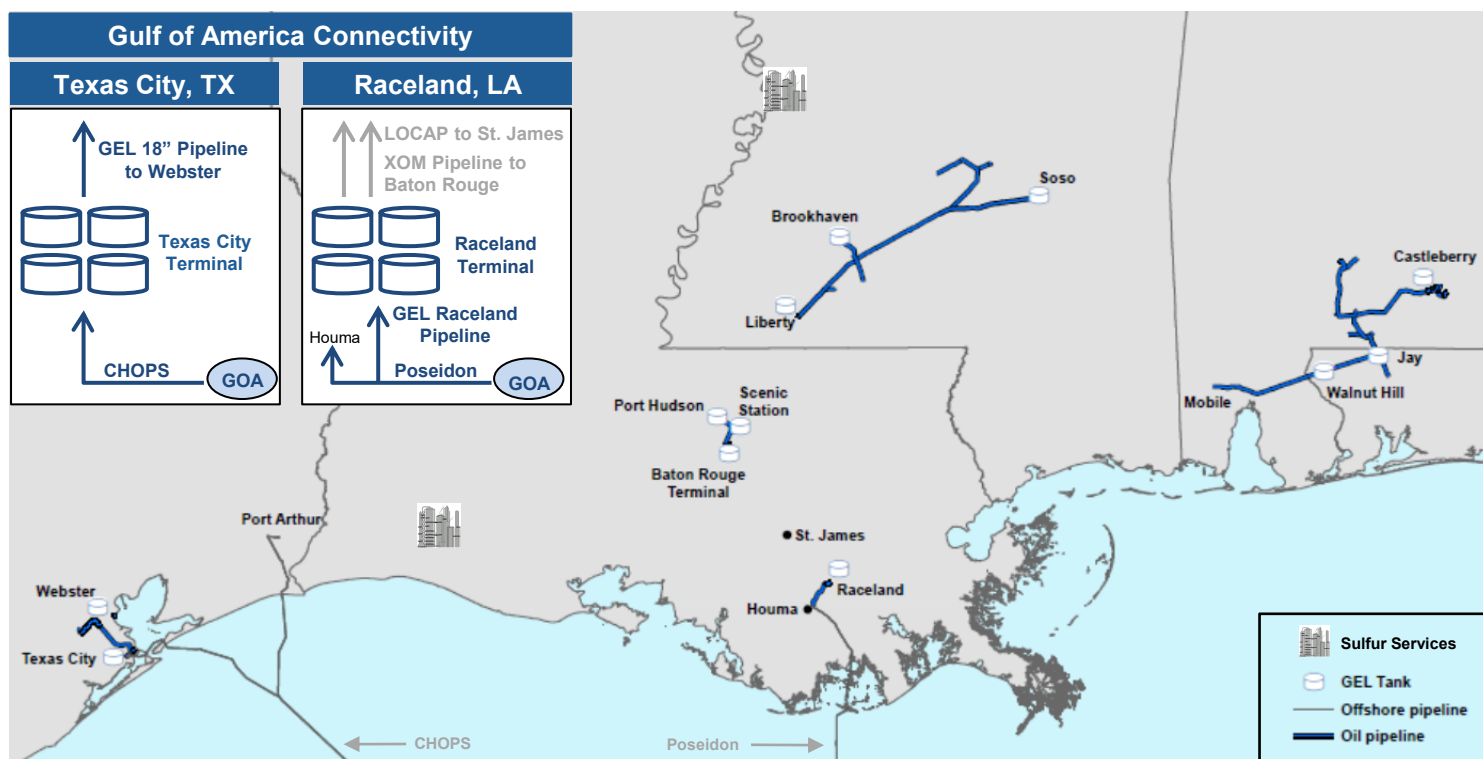 Gulf of America Connectivity
Texas City, TX
GEL 18” Pipeline
to Webster
Texas City
Terminal
CHOPS
GOA
Raceland, LA
LOCAP to St. James
XOM Pipeline to
Baton Rouge
Raceland
Terminal
GEL Raceland
Pipeline
Houma
Poseidon
GOA
Soso
Brookhaven
Liberty
Castleberry
Jay
Walnut Hill
Mobile
Port Hudson
Scenic
Station
Baton Rouge
Terminal
Port Arthur
St. James
Raceland
Houma
Webster
Texas City
CHOPS
Poseidon
Sulfur Services
GEL Tank
Offshore pipeline
Oil pipeline